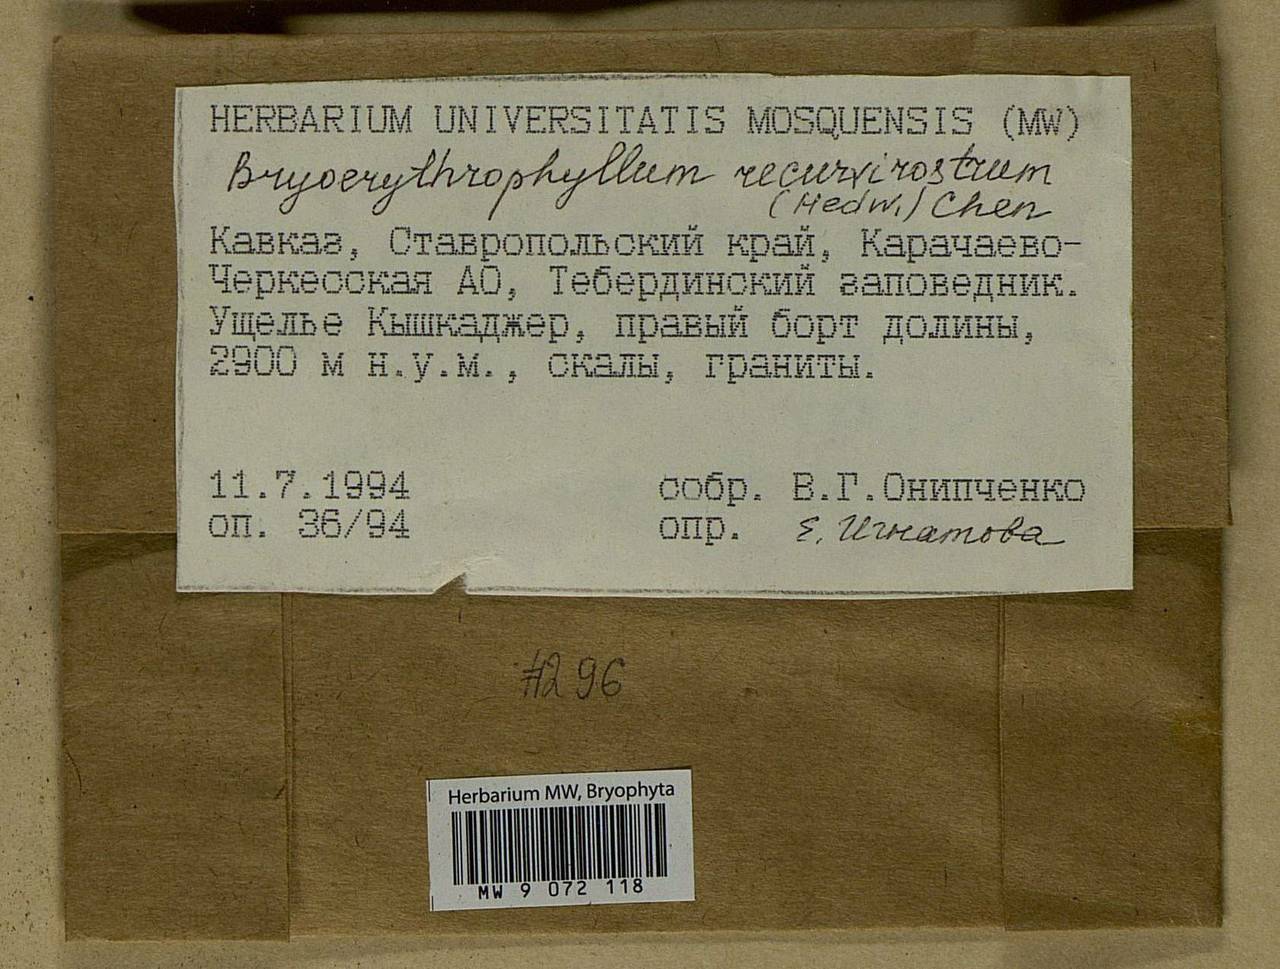 HERBARIUM UNIVERSITATIS MOSQUENSIS (MW)
Bryoerythrophyllum recurvirostrum
(Hedw.) Chen
Кавказ, Ставропольский край, Карачаево-
Черкесская АО, Тебердинский заповедник.
Ущелье Кышкаджер, правый борт долины,
2900 м н.у.м., скалы, граниты.
11.7.1994 собр. В.Г.Онипченко
оп. 36/94 опр. Е. Игнатова
#296
Herbarium MW, Bryophyta
MW 9 072 118